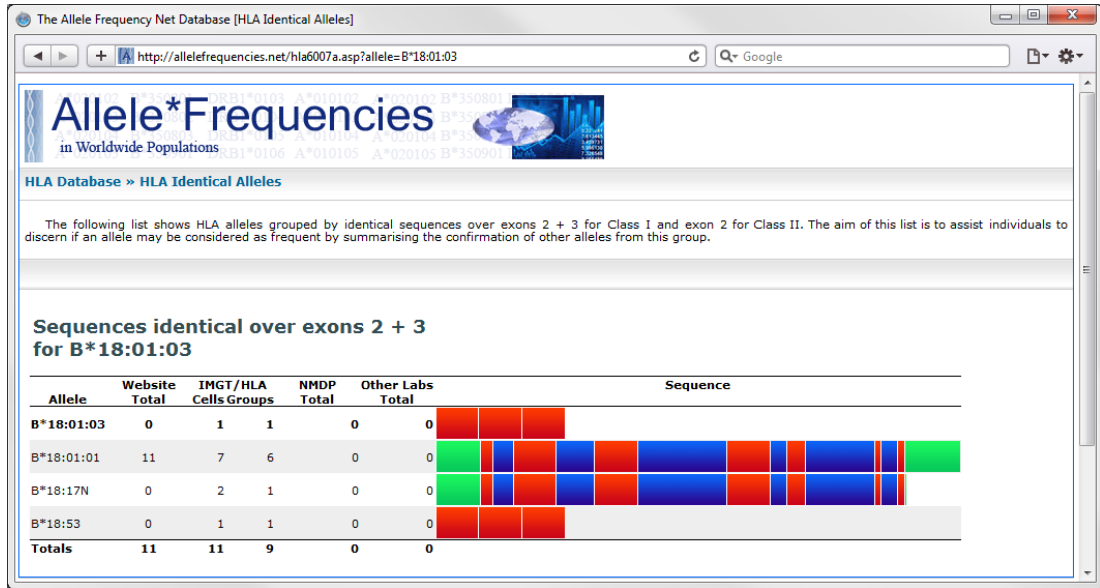 The Allele Frequency Net Database [HLA Identical Alleles]
http://allelefrequencies.net/hla6007a.asp?allele=B*18:01:03
Google
Allele*Frequencies
in Worldwide Populations
HLA Database » HLA Identical Alleles
The following list shows HLA alleles grouped by identical sequences over exons 2 + 3 for Class I and exon 2 for Class II. The aim of this list is to assist individuals to
discern if an allele may be considered as frequent by summarising the confirmation of other alleles from this group.
Sequences identical over exons 2 + 3
for B*18:01:03
Website IMGT/HLA NMDP Other Labs Sequence
Allele Total Cells Groups Total Total
B*18:01:03 0 1 1 0 0
B*18:01:01 11 7 6 0 0
B*18:17N 0 2 1 0 0
B*18:53 0 1 1 0 0
Totals 11 11 9 0 0